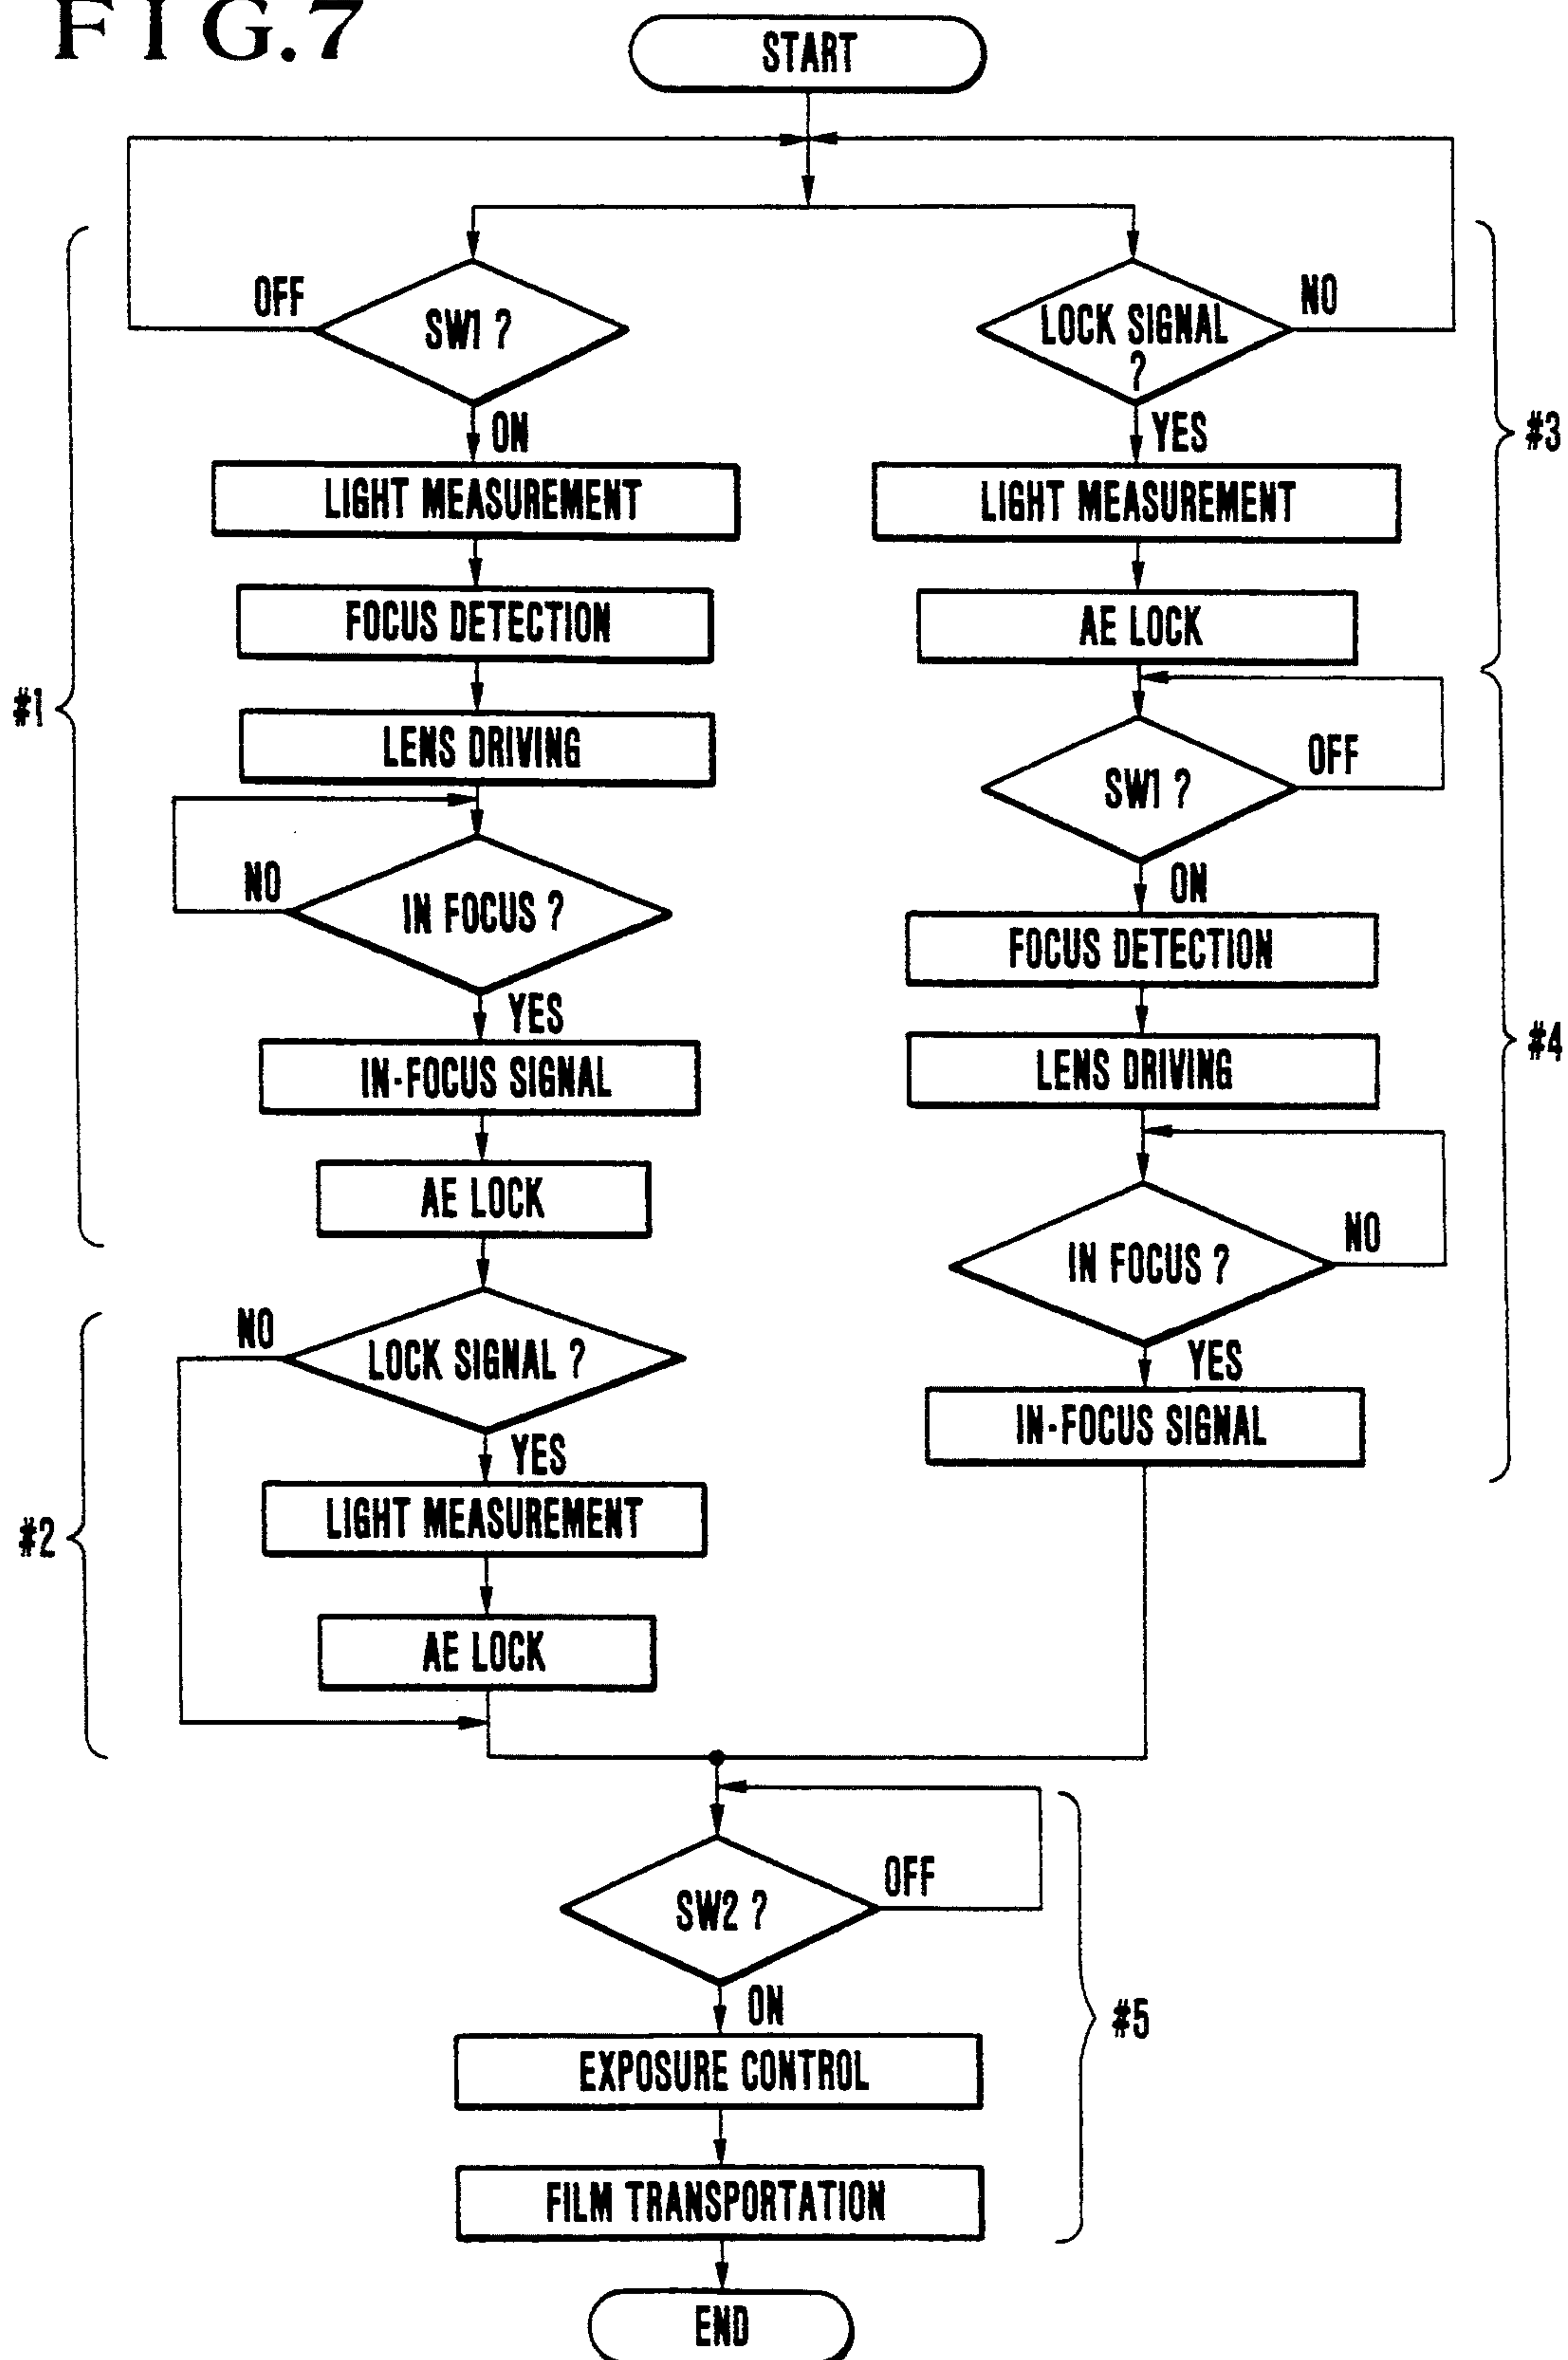 FIG.7
START
OFF
SW1 ?
ON
LIGHT MEASUREMENT
FOCUS DETECTION
LENS DRIVING
NO
IN FOCUS ?
YES
IN-FOCUS SIGNAL
AE LOCK
#1
NO
LOCK SIGNAL ?
YES
LIGHT MEASUREMENT
AE LOCK
#2
LOCK SIGNAL
?
NO
YES
LIGHT MEASUREMENT
AE LOCK
#3
SW1 ?
OFF
ON
FOCUS DETECTION
LENS DRIVING
IN FOCUS ?
NO
YES
IN-FOCUS SIGNAL
#4
SW2 ?
OFF
ON
EXPOSURE CONTROL
FILM TRANSPORTATION
#5
END